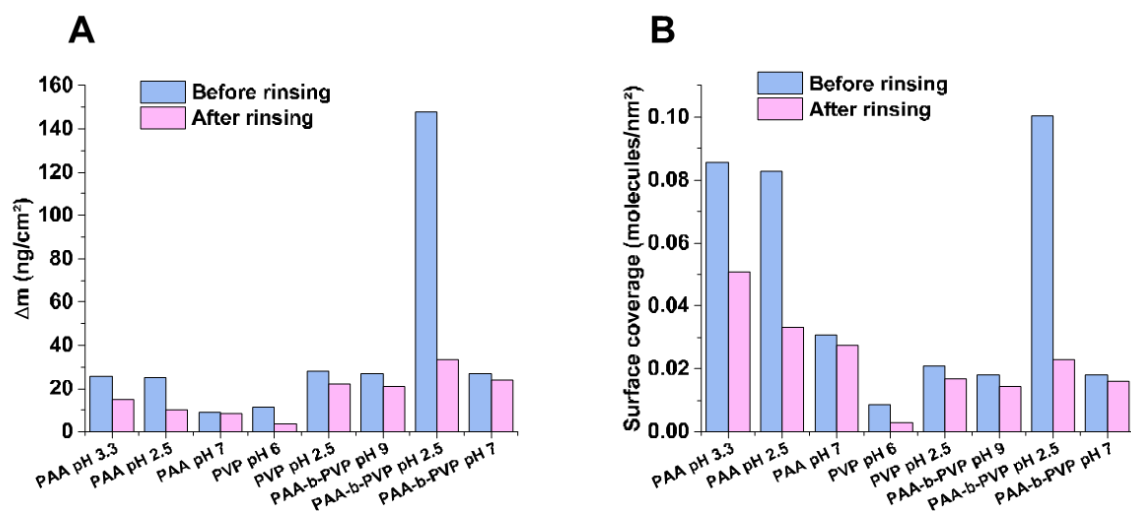 A
Before rinsing
After rinsing
160
140
120
100
80
60
40
20
0
Δm (ng/cm²)
PAA pH 3.3
PAA pH 2.5
PAA pH 7
PVP pH 6
PVP pH 2.5
PAA-b-PVP pH 9
PAA-b-PVP pH 2.5
PAA-b-PVP pH 7
B
Before rinsing
After rinsing
0.10
0.08
0.06
0.04
0.02
0.00
Surface coverage (molecules/nm²)
PAA pH 3.3
PAA pH 2.5
PAA pH 7
PVP pH 6
PVP pH 2.5
PAA-b-PVP pH 9
PAA-b-PVP pH 2.5
PAA-b-PVP pH 7